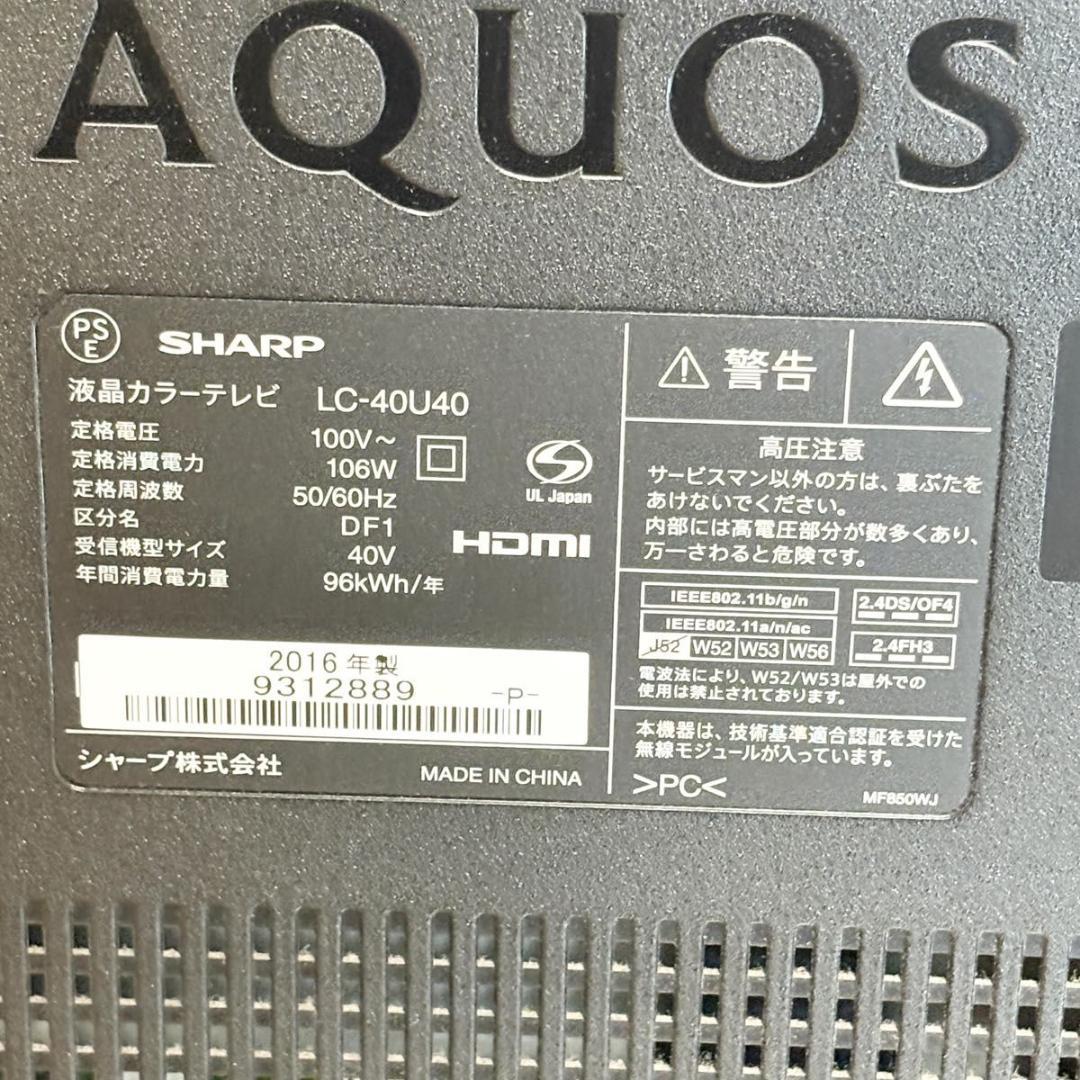 AQUOS
PSE
SHARP
液晶カラーテレビ LC-40U40
定格電圧 100V～
定格消費電力 106W
定格周波数 50/60Hz
区分名 DF1
受信機型サイズ 40V
年間消費電力量 96kWh/年
UL Japan
HDMI
2016 年製
9312889 -P-
シャープ株式会社
MADE IN CHINA
警告
高圧注意
サービスマン以外の方は、裏ぶたを
あけないでください。
内部には高電圧部分が数多くあり、
万一さわると危険です。
IEEE802.11b/g/n
IEEE802.11a/n/ac
J52 W52 W53 W56
2.4DS/OF4
2.4FH3
電波法により、W52/W53は屋外での
使用は禁止されております。
本機器は、技術基準適合認証を受けた
無線モジュールが入っています。
>PC<
MF850WJ